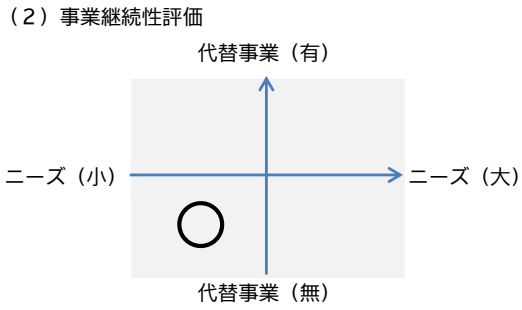 （２）事業継続性評価
代替事業（有）
ニーズ（小）
ニーズ（大）
代替事業（無）